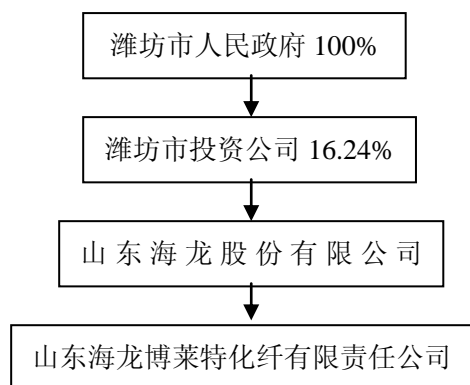 潍坊市人民政府 100%
潍坊市投资公司 16.24%
山东海龙股份有限公司
山东海龙博莱特化纤有限责任公司